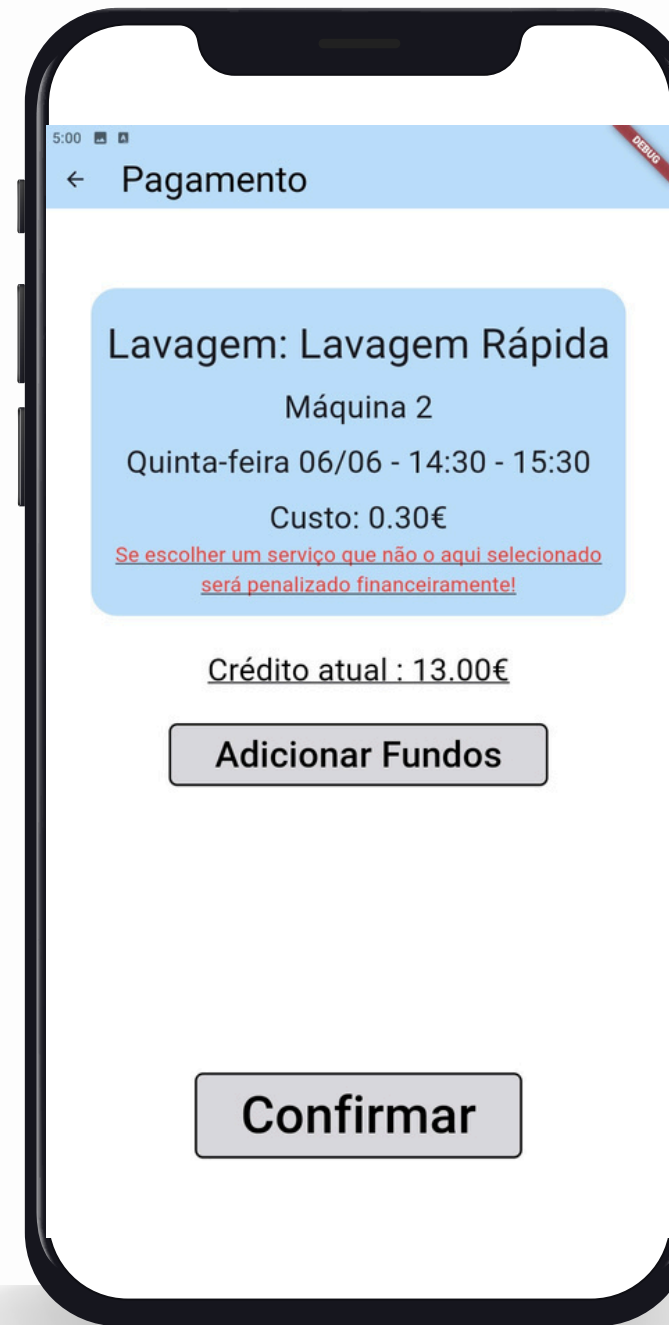 5:00
DEBUG
Pagamento
Lavagem: Lavagem Rápida
Máquina 2
Quinta-feira 06/06 - 14:30 - 15:30
Custo: 0.30€
Se escolher um serviço que não o aqui selecionado
será penalizado financeiramente!
Crédito atual : 13.00€
Adicionar Fundos
Confirmar